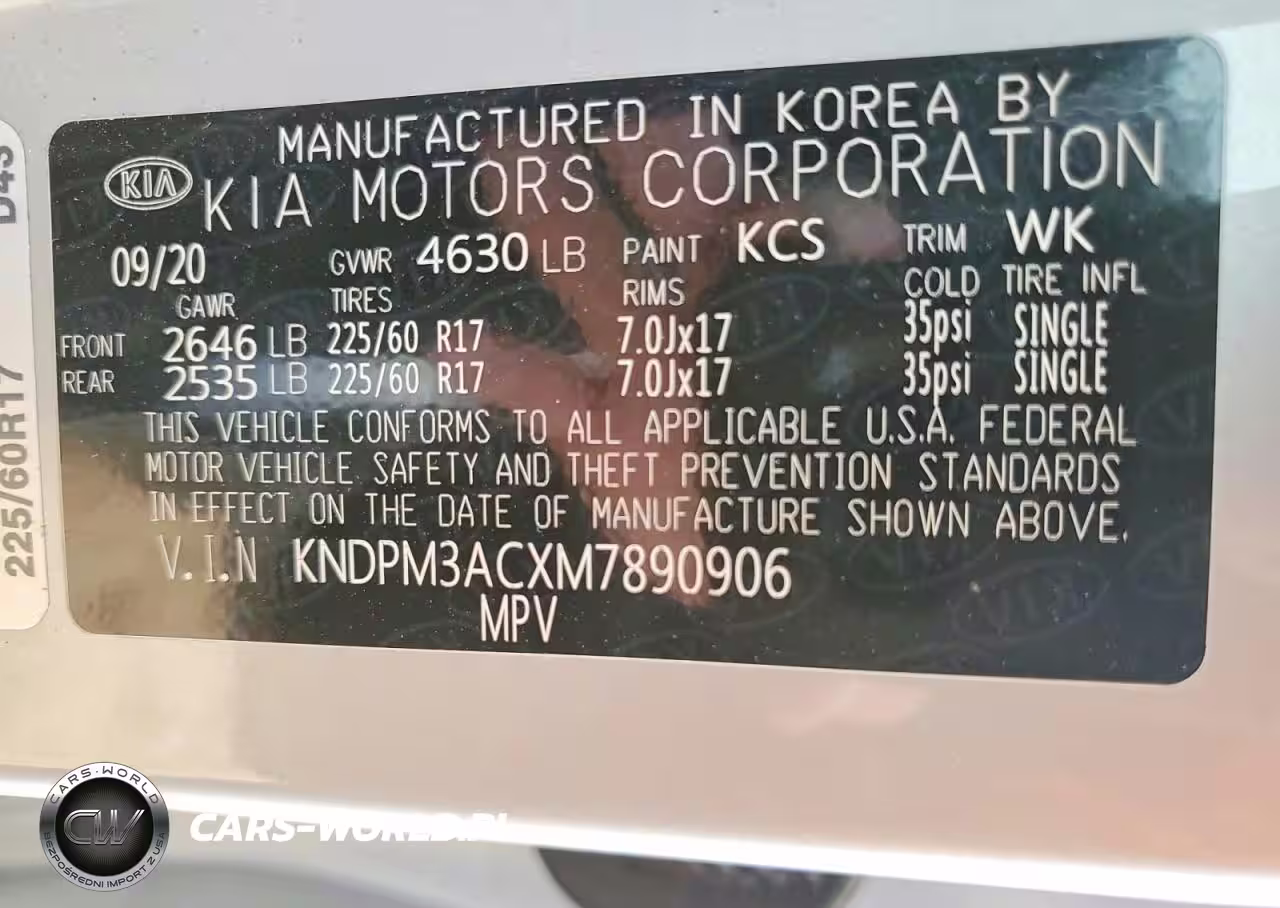 MANUFACTURED IN KOREA BY
KIA KIA MOTORS CORPORATION
09/20 GVWR 4630 LB PAINT KCS TRIM WK
GAWR TIRES RIMS COLD TIRE INFL
FRONT 2646 LB 225/60 R17 7.0Jx17 35psi SINGLE
REAR 2535 LB 225/60 R17 7.0Jx17 35psi SINGLE
THIS VEHICLE CONFORMS TO ALL APPLICABLE U.S.A. FEDERAL
MOTOR VEHICLE SAFETY AND THEFT PREVENTION STANDARDS
IN EFFECT ON THE DATE OF MANUFACTURE SHOWN ABOVE.
V.I.N KNDPM3ACXM7890906
MPV
225/60R17
CARS-WORLD
CW
BEZPOŚREDNI IMPORT Z USA
CARS-WORLD.PL